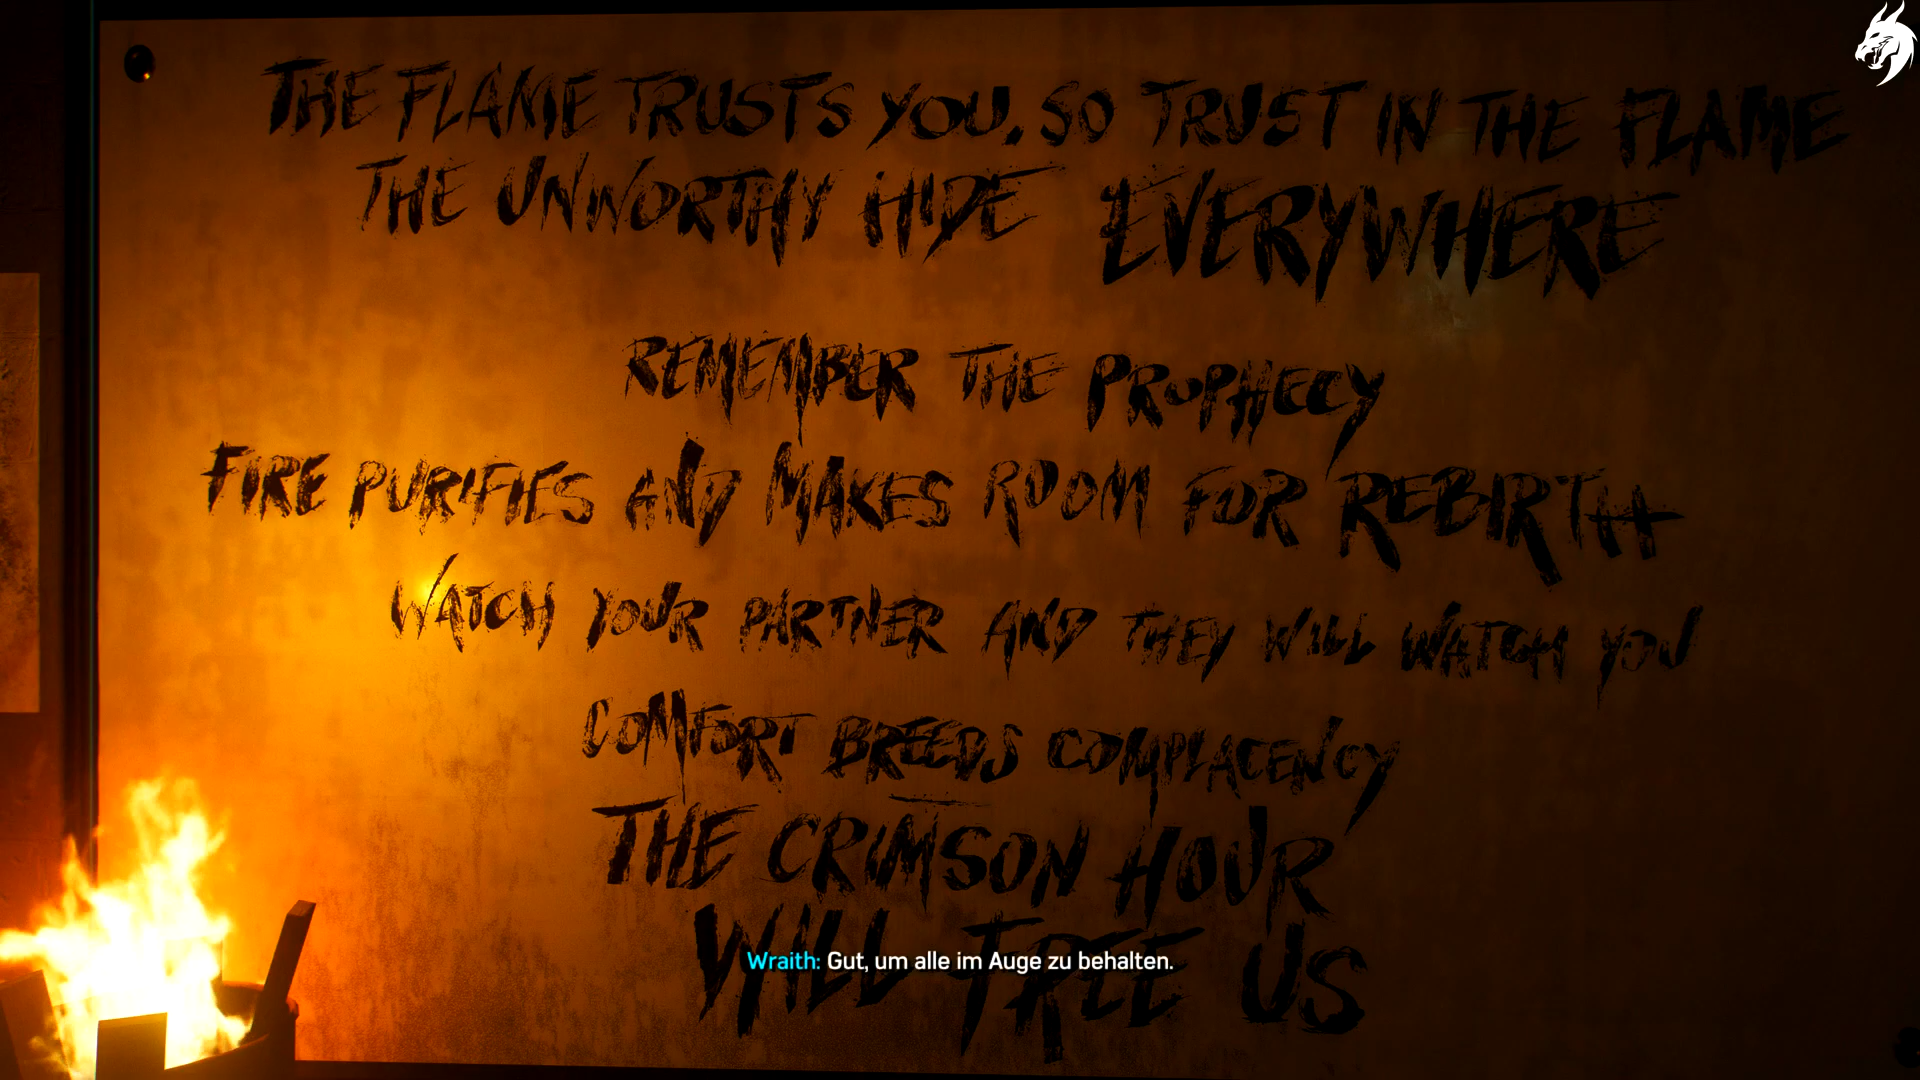 THE FLAME TRUSTS YOU, SO TRUST IN THE FLAME
THE UNWORTHY HIDE EVERYWHERE
REMEMBER THE PROPHECY
FIRE PURIFIES AND MAKES ROOM FOR REBIRTH
WATCH YOUR PARTNER AND THEY WILL WATCH YOU
COMFORT BREEDS COMPLACENCY
THE CRIMSON HOUR
WILL FREE US
Wraith: Gut, um alle im Auge zu behalten.